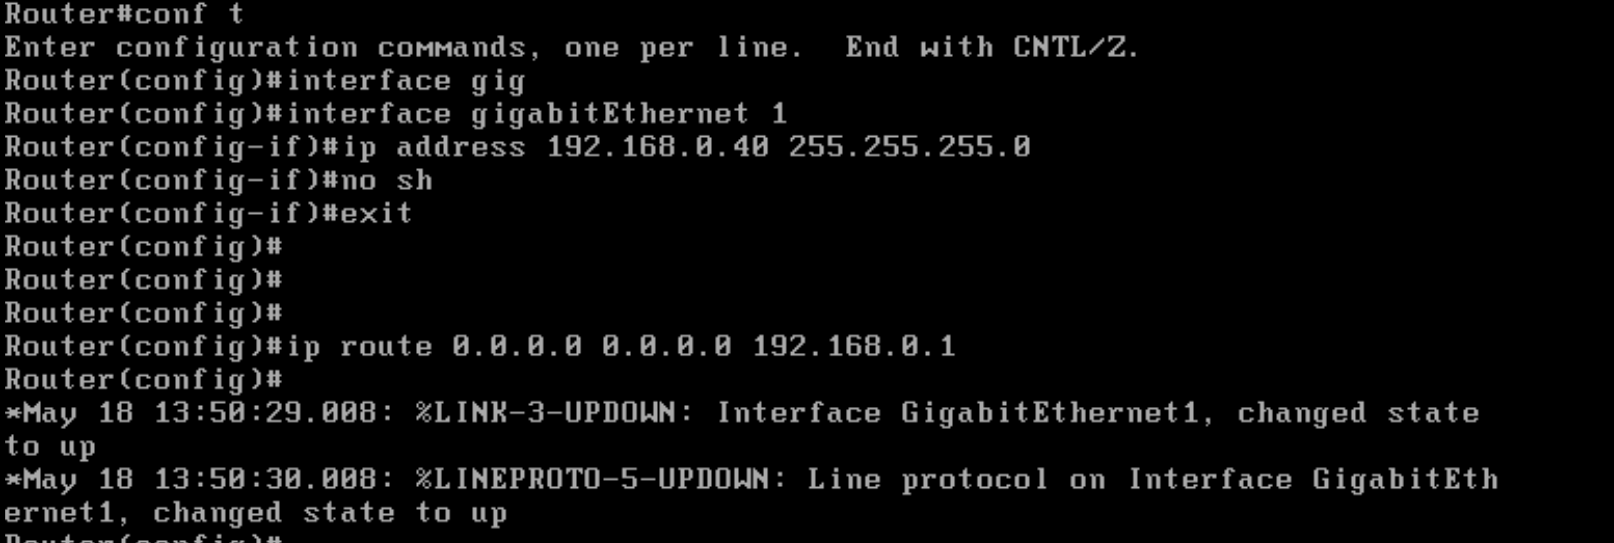 Router#conf t
Enter configuration commands, one per line.  End with CNTL/Z.
Router(config)#interface gig
Router(config)#interface gigabitEthernet 1
Router(config-if)#ip address 192.168.0.40 255.255.255.0
Router(config-if)#no sh
Router(config-if)#exit
Router(config)#
Router(config)#
Router(config)#
Router(config)#ip route 0.0.0.0 0.0.0.0 192.168.0.1
Router(config)#
*May 18 13:50:29.008: %LINK-3-UPDOWN: Interface GigabitEthernet1, changed state
to up
*May 18 13:50:30.008: %LINEPROTO-5-UPDOWN: Line protocol on Interface GigabitEth
ernet1, changed state to up
Router(config)#